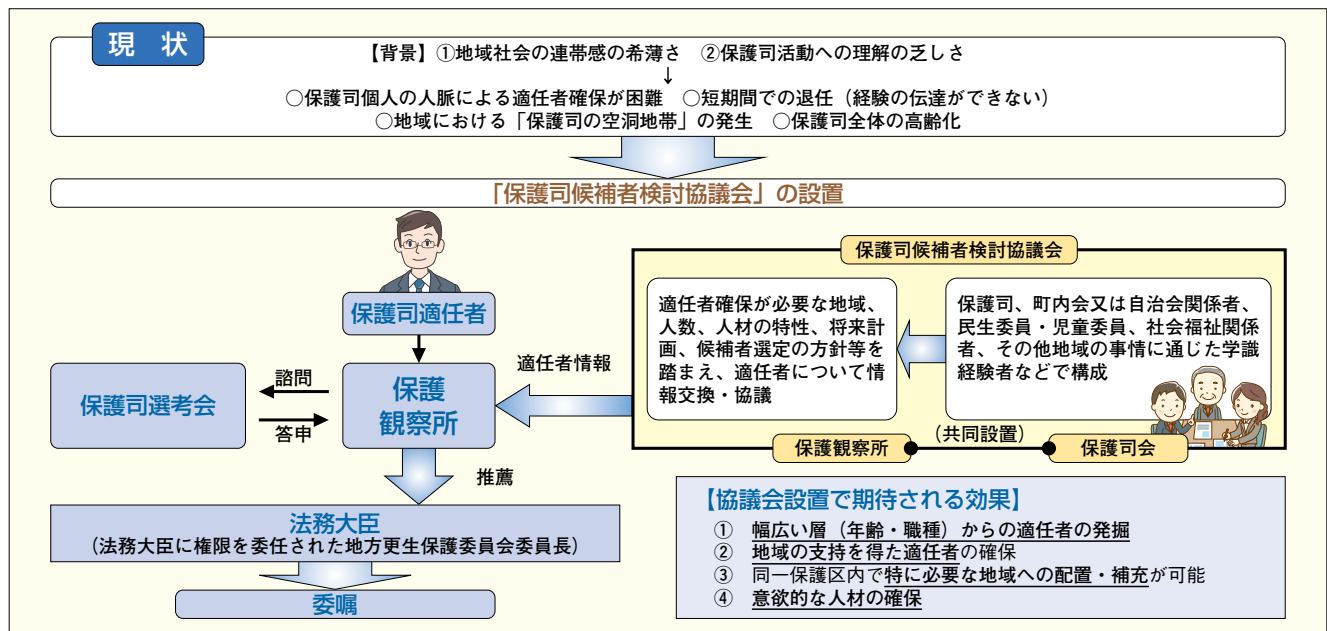 現 状
【背景】①地域社会の連帯感の希薄さ ②保護司活動への理解の乏しさ
↓
○保護司個人の人脈による適任者確保が困難 ○短期間での退任（経験の伝達ができない）
○地域における「保護司の空洞地帯」の発生 ○保護司全体の高齢化
「保護司候補者検討協議会」の設置
保護司適任者
保護司選考会
諮問
答申
保護
観察所
適任者情報
保護司候補者検討協議会
適任者確保が必要な地域、
人数、人材の特性、将来計
画、候補者選定の方針等を
踏まえ、適任者について情
報交換・協議
保護司、町内会又は自治会関係者、
民生委員・児童委員、社会福祉関係
者、その他地域の事情に通じた学識
経験者などで構成
保護観察所
（共同設置）
保護司会
推薦
法務大臣
（法務大臣に権限を委任された地方更生保護委員会委員長）
委嘱
【協議会設置で期待される効果】
① 幅広い層（年齢・職種）からの適任者の発掘
② 地域の支持を得た適任者の確保
③ 同一保護区内で特に必要な地域への配置・補充が可能
④ 意欲的な人材の確保